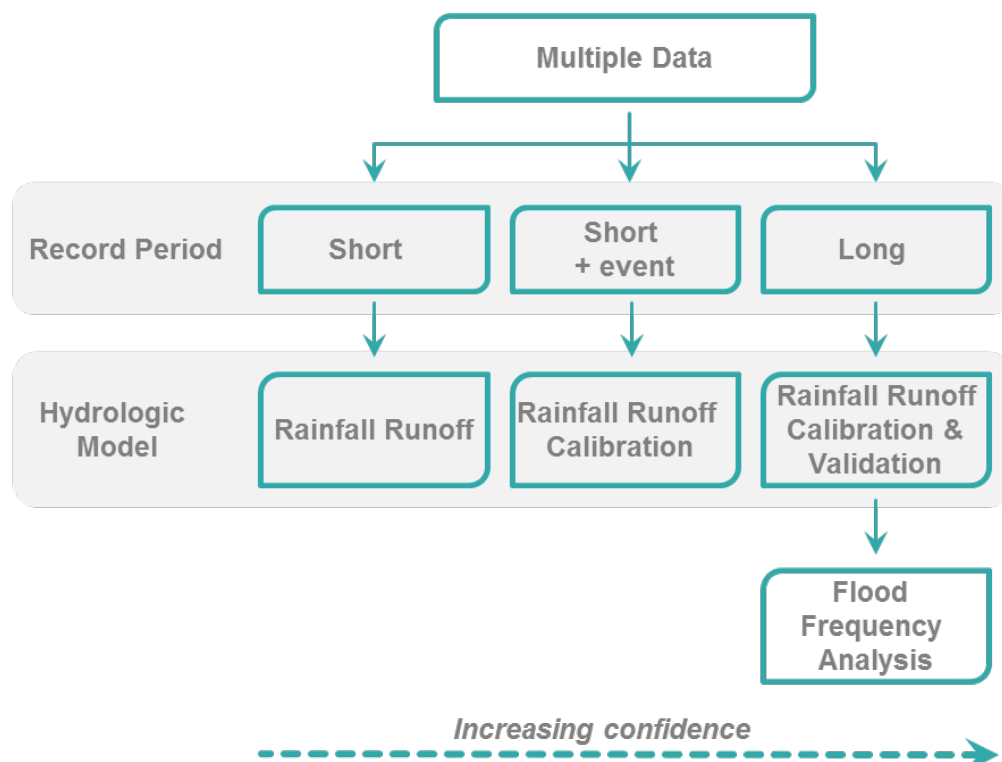 Multiple Data
Record Period
Short
Short
+ event
Long
Hydrologic
Model
Rainfall Runoff
Rainfall Runoff
Calibration
Rainfall Runoff
Calibration &
Validation
Flood
Frequency
Analysis
Increasing confidence